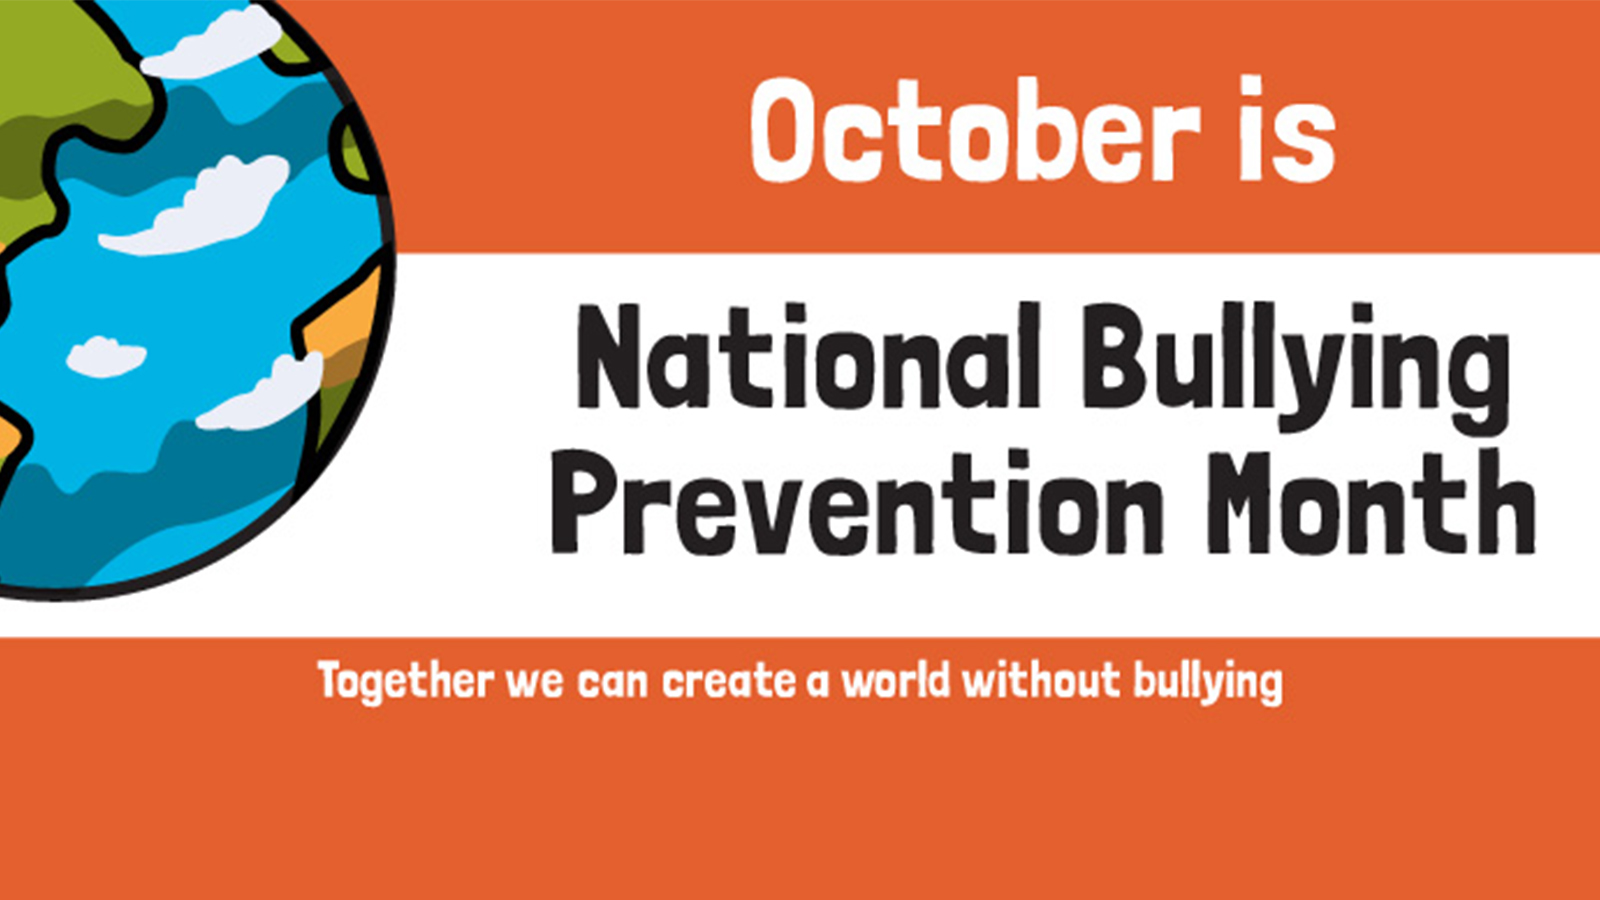 October is
National Bullying
Prevention Month
Together we can create a world without bullying